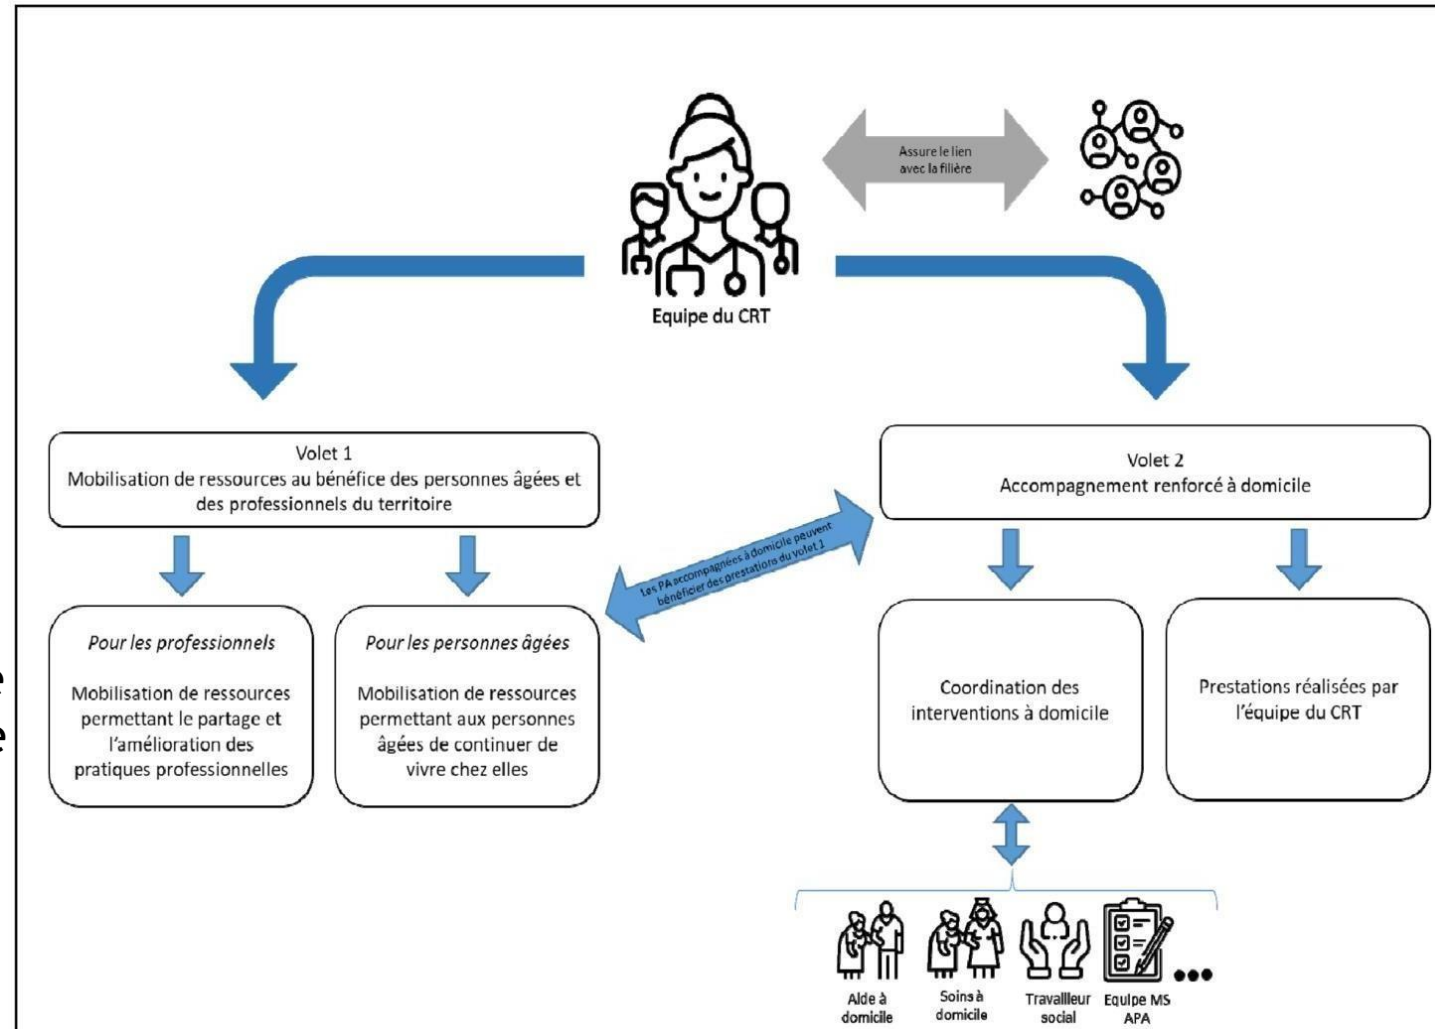 Assure le lien
avec la filière
Equipe du CRT
Volet 1
Mobilisation de ressources au bénéfice des personnes âgées et
des professionnels du territoire
Volet 2
Accompagnement renforcé à domicile
Les PA accompagnées à domicile peuvent
bénéficier des prestations du volet 1
Pour les professionnels
Mobilisation de ressources
permettant le partage et
l'amélioration des
pratiques professionnelles
Pour les personnes âgées
Mobilisation de ressources
permettant aux personnes
âgées de continuer de
vivre chez elles
Coordination des
interventions à domicile
Prestations réalisées par
l'équipe du CRT
e
e
Aide à
domicile
Soins à
domicile
Travailleur
social
Equipe MS
APA
...